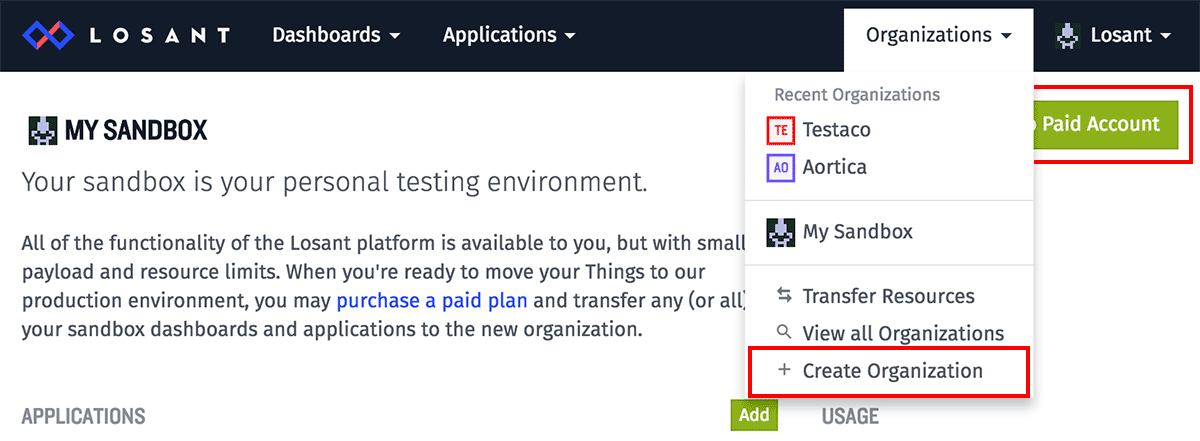 LOSANT Dashboards Applications Organizations Losant
Recent Organizations
TE Testaco
AO Aortica
My Sandbox
Transfer Resources
View all Organizations
Create Organization
Paid Account
MY SANDBOX
Your sandbox is your personal testing environment.
All of the functionality of the Losant platform is available to you, but with small
payload and resource limits. When you're ready to move your Things to our
production environment, you may purchase a paid plan and transfer any (or all)
your sandbox dashboards and applications to the new organization.
APPLICATIONS Add USAGE